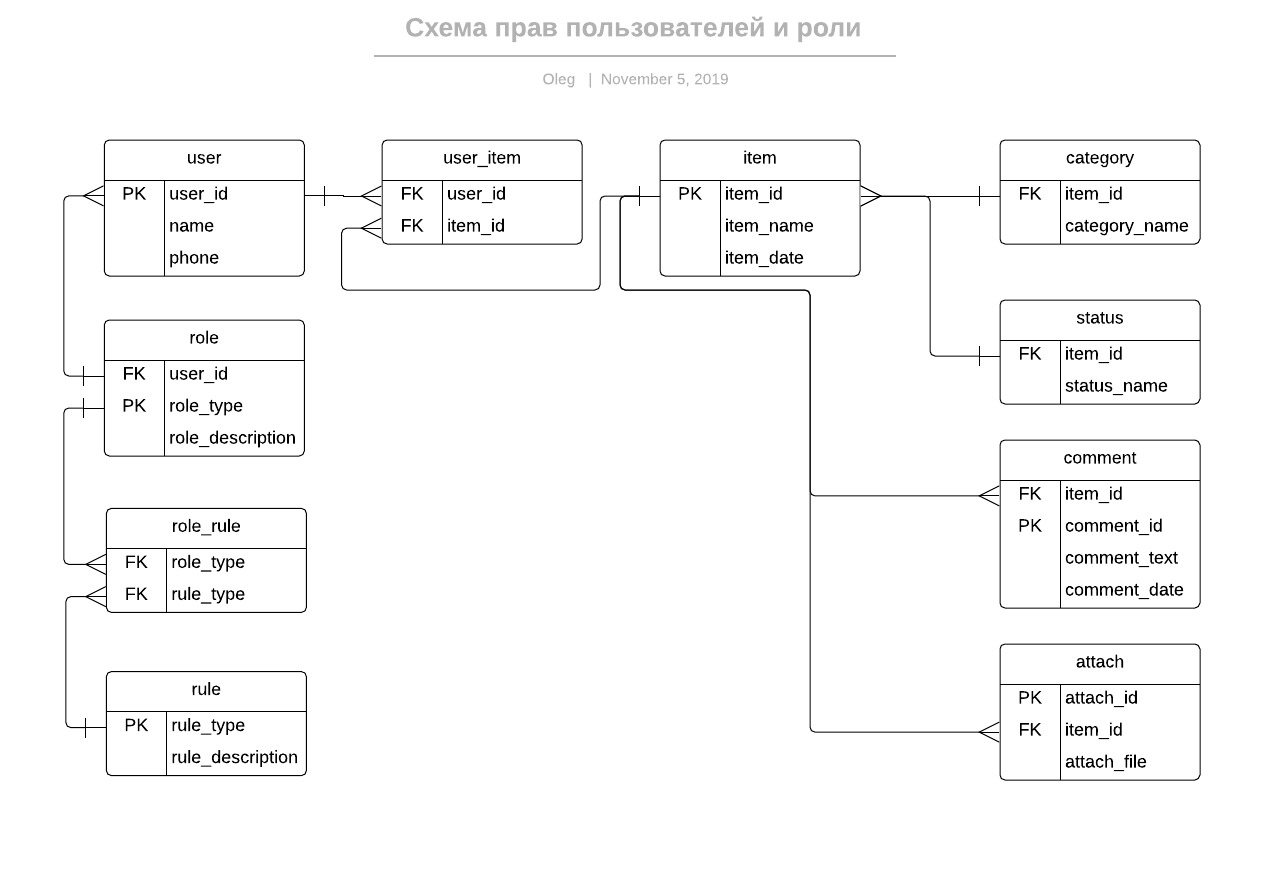 Схема прав пользователей и роли
Oleg | November 5, 2019
user
PK user_id
name
phone
user_item
FK user_id
FK item_id
item
PK item_id
item_name
item_date
category
FK item_id
category_name
role
FK user_id
PK role_type
role_description
status
FK item_id
status_name
comment
FK item_id
PK comment_id
comment_text
comment_date
role_rule
FK role_type
FK rule_type
rule
PK rule_type
rule_description
attach
PK attach_id
FK item_id
attach_file